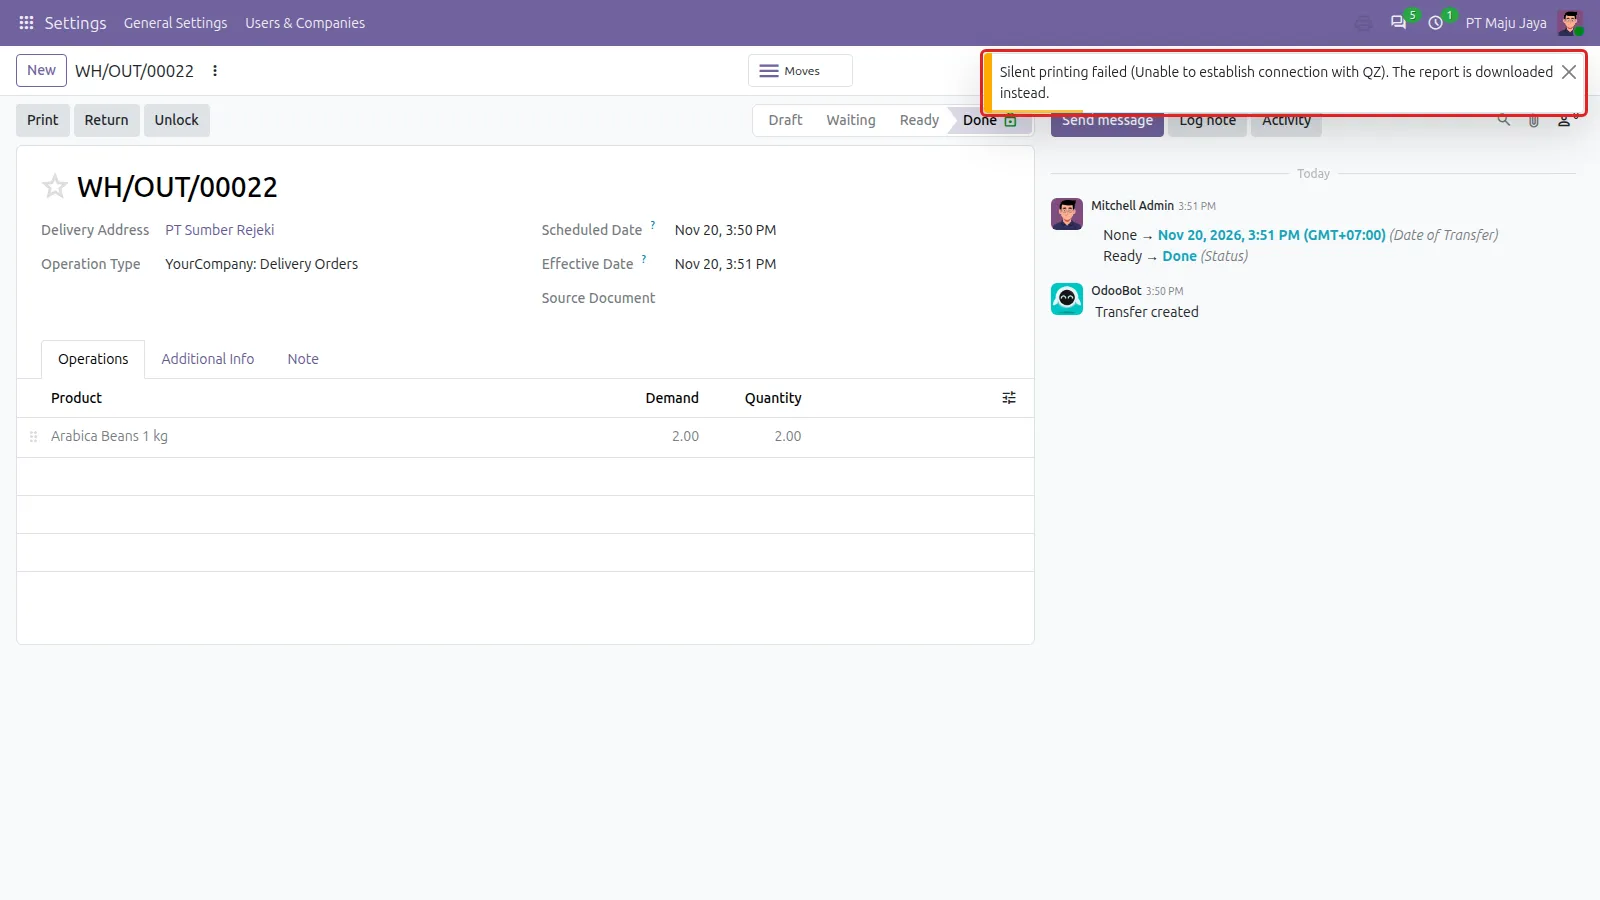 Settings General Settings Users & Companies 5 1 PT Maju Jaya
New WH/OUT/00022 Moves
Silent printing failed (Unable to establish connection with QZ). The report is downloaded
instead.
Print Return Unlock Draft Waiting Ready Done Send message Log note Activity
WH/OUT/00022
Delivery Address PT Sumber Rejeki Scheduled Date ? Nov 20, 3:50 PM
Operation Type YourCompany: Delivery Orders Effective Date ? Nov 20, 3:51 PM
Source Document
Operations Additional Info Note
Product Demand Quantity
Arabica Beans 1 kg 2.00 2.00
Today
Mitchell Admin 3:51 PM
None → Nov 20, 2026, 3:51 PM (GMT+07:00) (Date of Transfer)
Ready → Done (Status)
OdooBot 3:50 PM
Transfer created